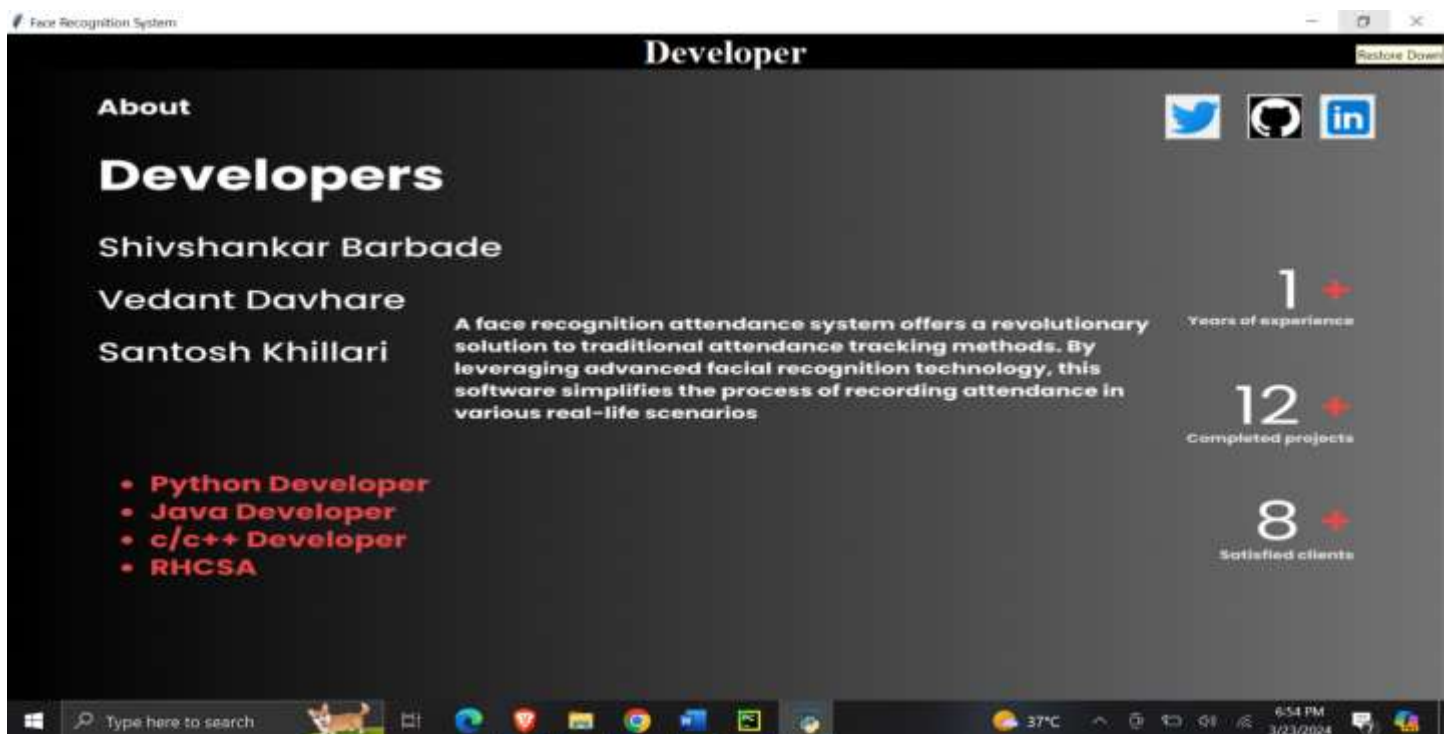 Face Recognition System
Developer
Restore Down
About
Developers
Shivshankar Barbade
Vedant Davhare
Santosh Khillari
A face recognition attendance system offers a revolutionary
solution to traditional attendance tracking methods. By
leveraging advanced facial recognition technology, this
software simplifies the process of recording attendance in
various real-life scenarios
1 +
Years of experience
12 +
Completed projects
8 +
Satisfied clients
• Python Developer
• Java Developer
• c/c++ Developer
• RHCSA
in
Type here to search
37°C
6:54 PM
3/23/2024